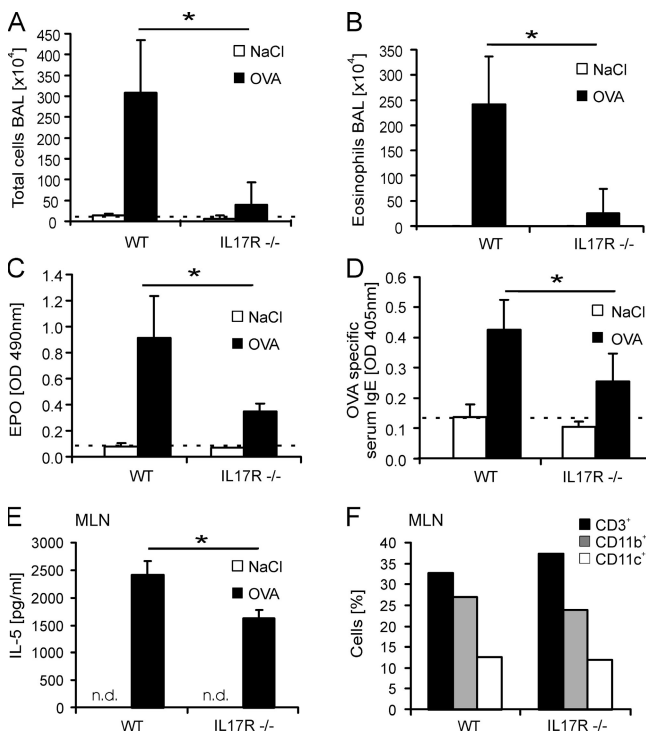 A
*
Total cells BAL [x10⁴]
450
400
350
300
250
200
150
100
50
0
NaCl
OVA
WT
IL17R -/-
B
*
Eosinophils BAL [x10⁴]
350
300
250
200
150
100
50
0
NaCl
OVA
WT
IL17R -/-
C
*
EPO [OD 490nm]
1.4
1.2
1.0
0.8
0.6
0.4
0.2
0.0
NaCl
OVA
WT
IL17R -/-
D
*
OVA specific
serum IgE [OD 405nm]
0.6
0.5
0.4
0.3
0.2
0.1
0.0
NaCl
OVA
WT
IL17R -/-
E
MLN
*
IL-5 [pg/ml]
3000
2500
2000
1500
1000
500
0
NaCl
OVA
n.d.
n.d.
WT
IL17R -/-
F
MLN
CD3⁺
CD11b⁺
CD11c⁺
Cells [%]
40
35
30
25
20
15
10
5
0
WT
IL17R -/-